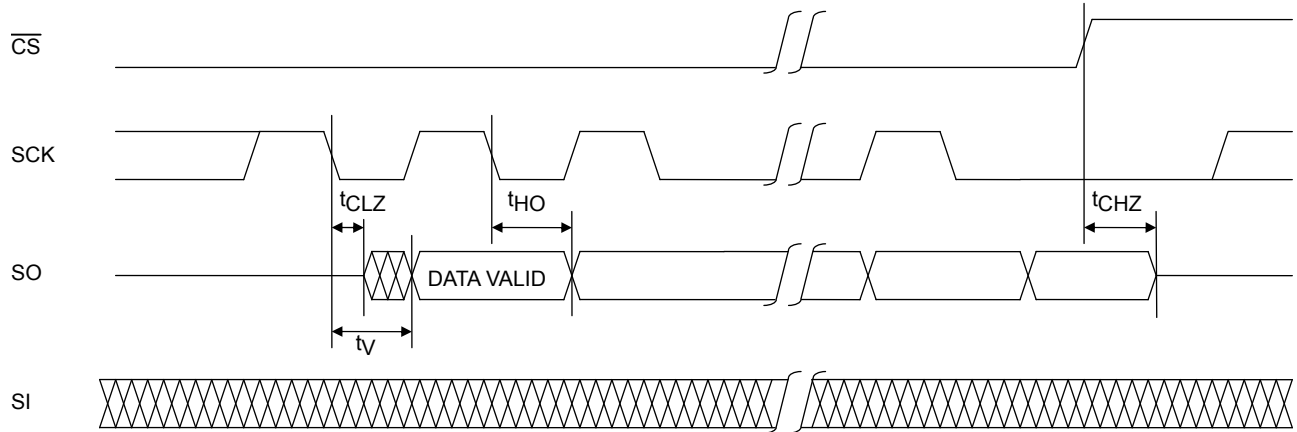 CS
SCK
tCLZ
tHO
tCHZ
SO
DATA VALID
tV
SI